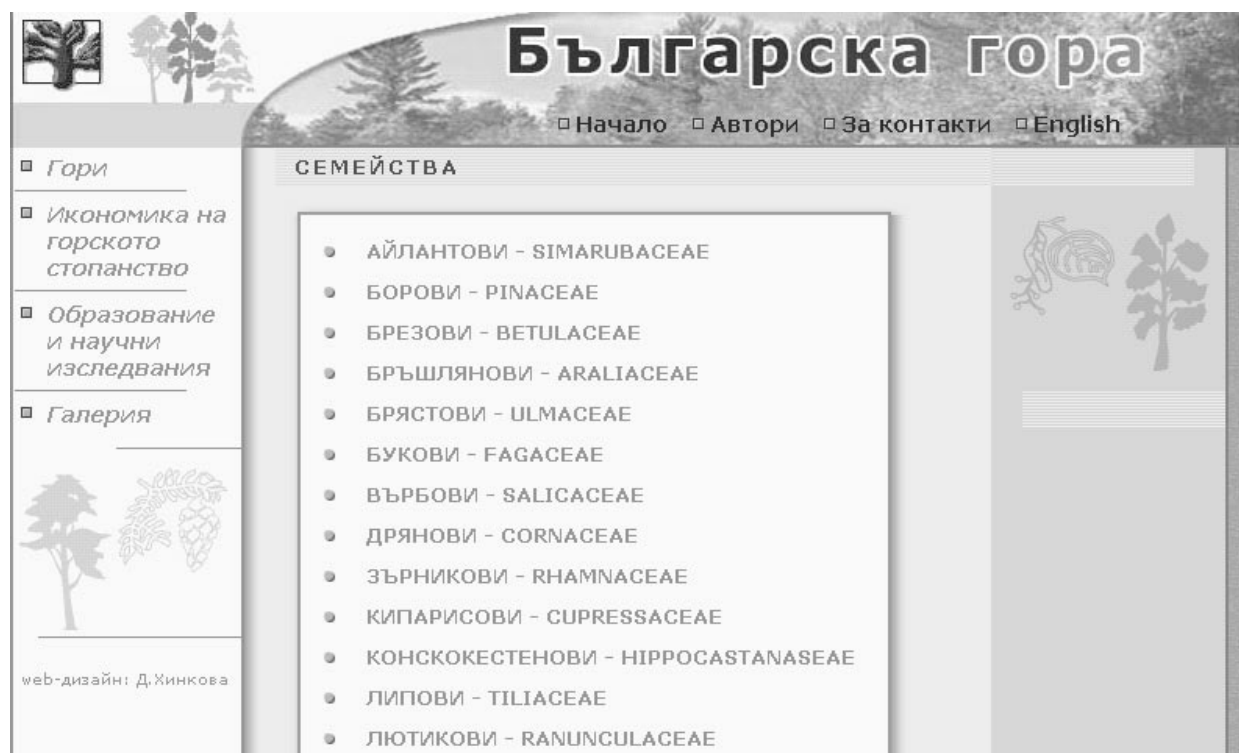 Българска гора
Начало Автори За контакти English
Гори
Икономика на
горското
стопанство
Образование
и научни
изследвания
Галерия
web-дизайн: Д.Хинкова
СЕМЕЙСТВА
АЙЛАНТОВИ - SIMARUBACEAE
БОРОВИ - PINACEAE
БРЕЗОВИ - BETULACEAE
БРЪШЛЯНОВИ - ARALIACEAE
БРЯСТОВИ - ULMACEAE
БУКОВИ - FAGACEAE
ВЪРБОВИ - SALICACEAE
ДРЯНОВИ - CORNACEAE
ЗЪРНИКОВИ - RHAMNACEAE
КИПАРИСОВИ - CUPRESSACEAE
КОНСКОКЕСТЕНОВИ - HIPPOCASTANASEAE
ЛИПОВИ - TILIACEAE
ЛЮТИКОВИ - RANUNCULACEAE